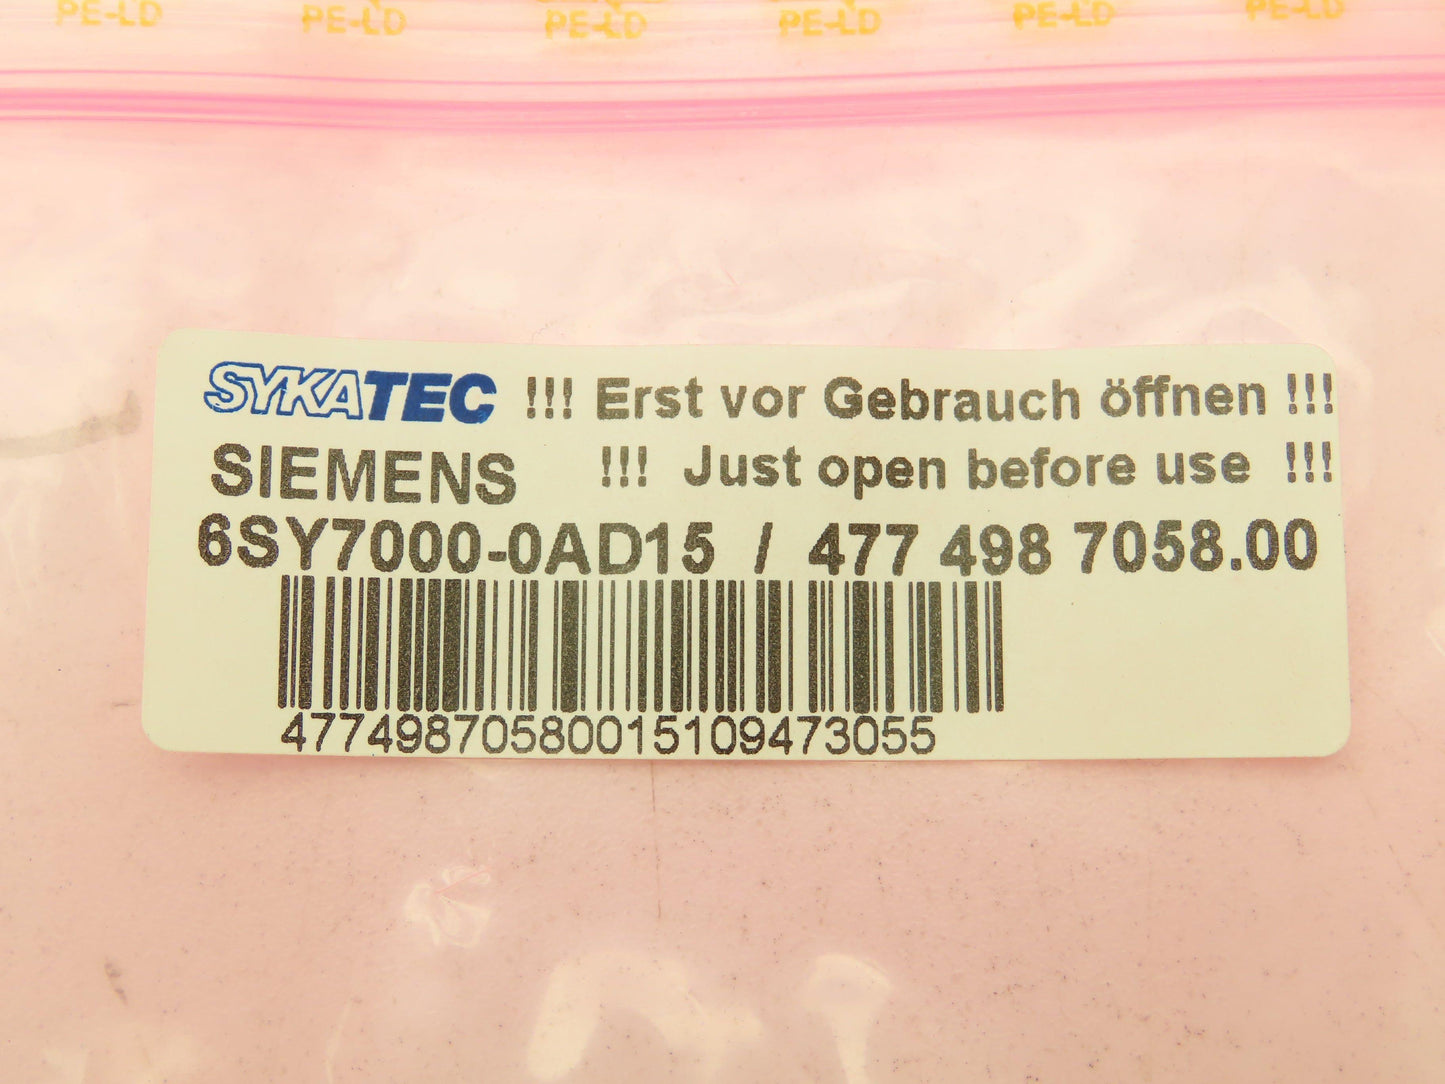 PE-LD PE-LD PE-LD PE-LD PE-LD PE-LD
SYKATEC !!! Erst vor Gebrauch öffnen !!!
SIEMENS !!! Just open before use !!!
6SY7000-0AD15 / 477 498 7058.00
47749870580015109473055